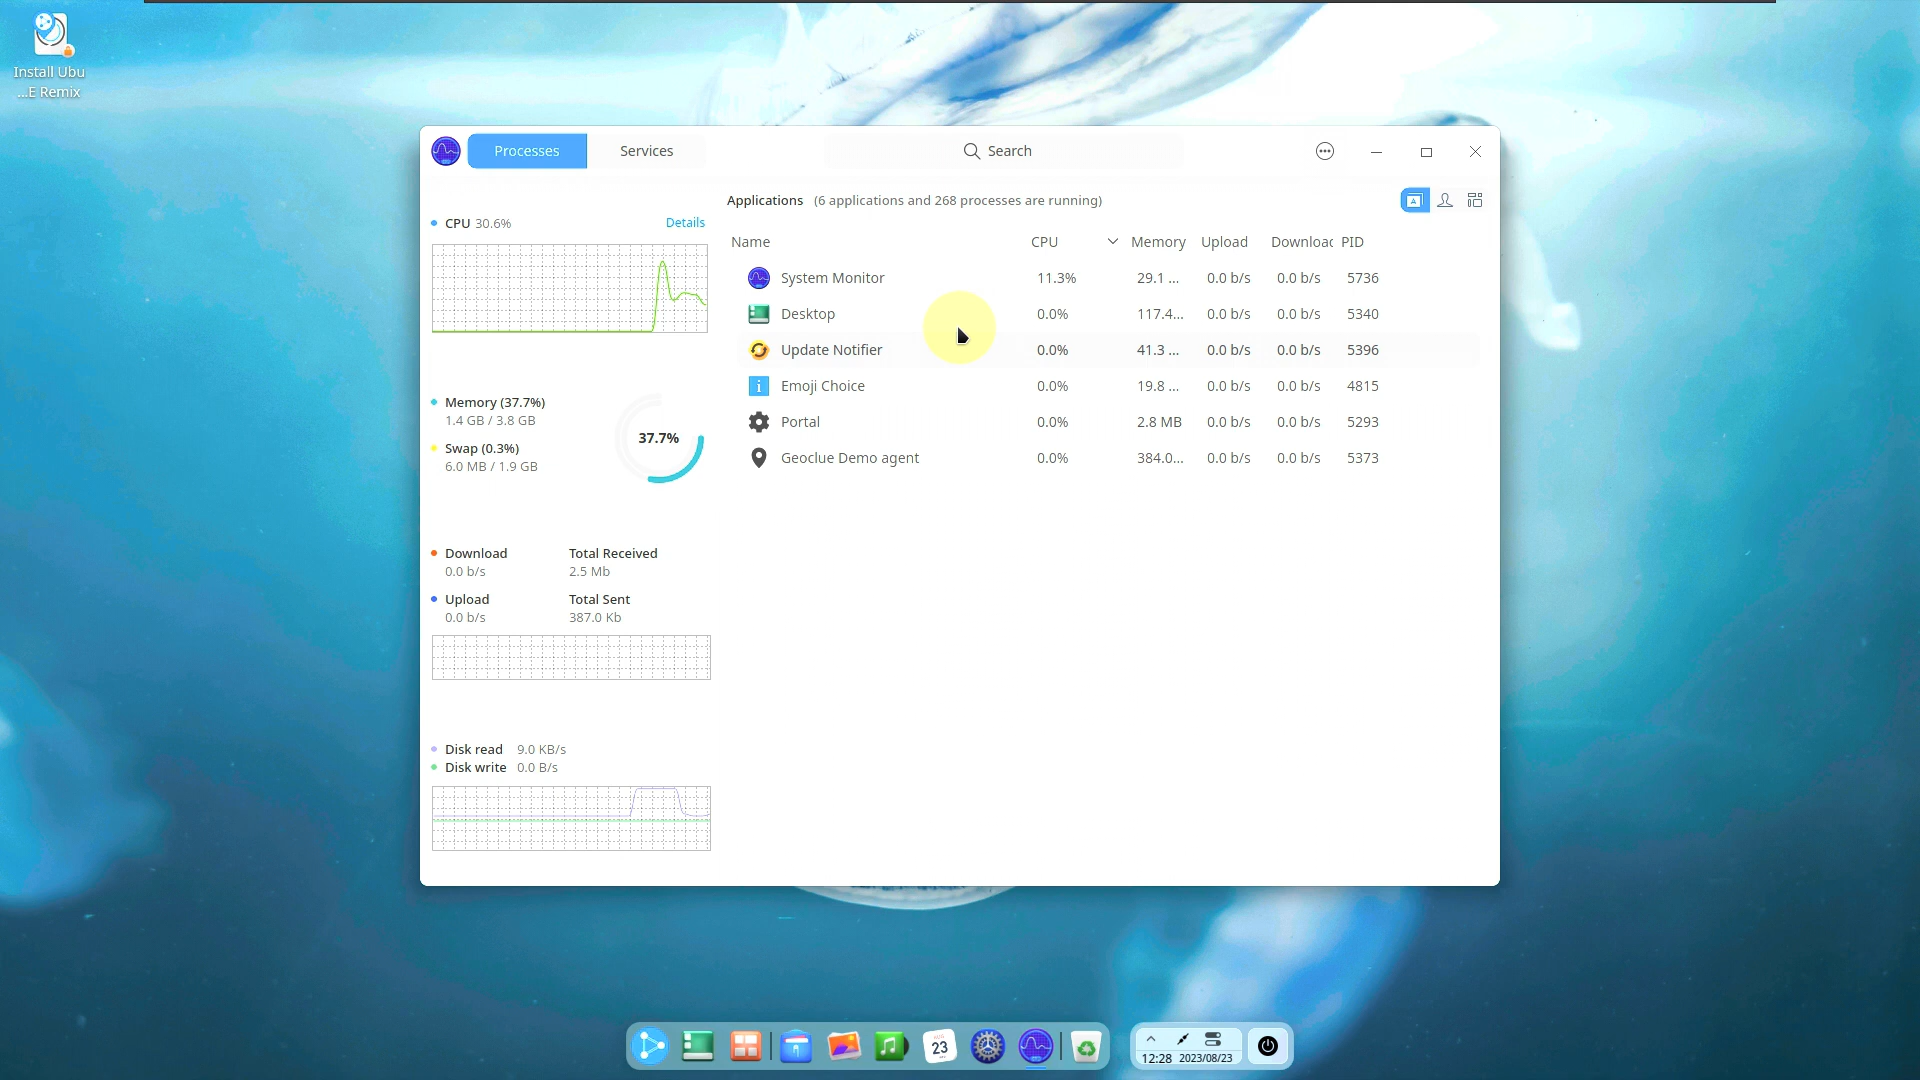 Install Ubu
...E Remix
Processes
Services
Search
Applications (6 applications and 268 processes are running)
CPU 30.6%
Details
Name CPU Memory Upload Download PID
System Monitor 11.3% 29.1 ... 0.0 b/s 0.0 b/s 5736
Desktop 0.0% 117.4... 0.0 b/s 0.0 b/s 5340
Update Notifier 0.0% 41.3 ... 0.0 b/s 0.0 b/s 5396
Emoji Choice 0.0% 19.8 ... 0.0 b/s 0.0 b/s 4815
Portal 0.0% 2.8 MB 0.0 b/s 0.0 b/s 5293
Geoclue Demo agent 0.0% 384.0... 0.0 b/s 0.0 b/s 5373
Memory (37.7%)
1.4 GB / 3.8 GB
Swap (0.3%)
6.0 MB / 1.9 GB
37.7%
Download Total Received
0.0 b/s 2.5 Mb
Upload Total Sent
0.0 b/s 387.0 Kb
Disk read 9.0 KB/s
Disk write 0.0 B/s
23
12:28 2023/08/23